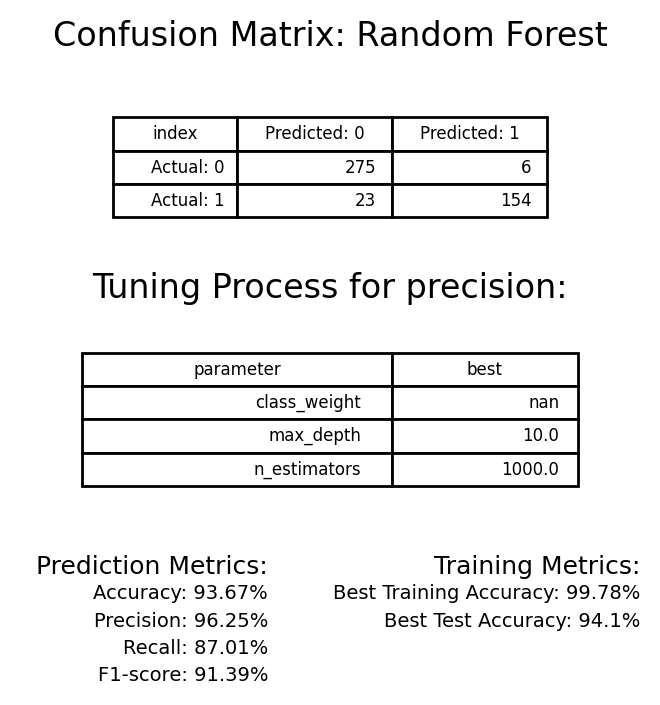 Confusion Matrix: Random Forest
index Predicted: 0 Predicted: 1
Actual: 0 275 6
Actual: 1 23 154
Tuning Process for precision:
parameter best
class_weight nan
max_depth 10.0
n_estimators 1000.0
Prediction Metrics:
Accuracy: 93.67%
Precision: 96.25%
Recall: 87.01%
F1-score: 91.39%
Training Metrics:
Best Training Accuracy: 99.78%
Best Test Accuracy: 94.1%